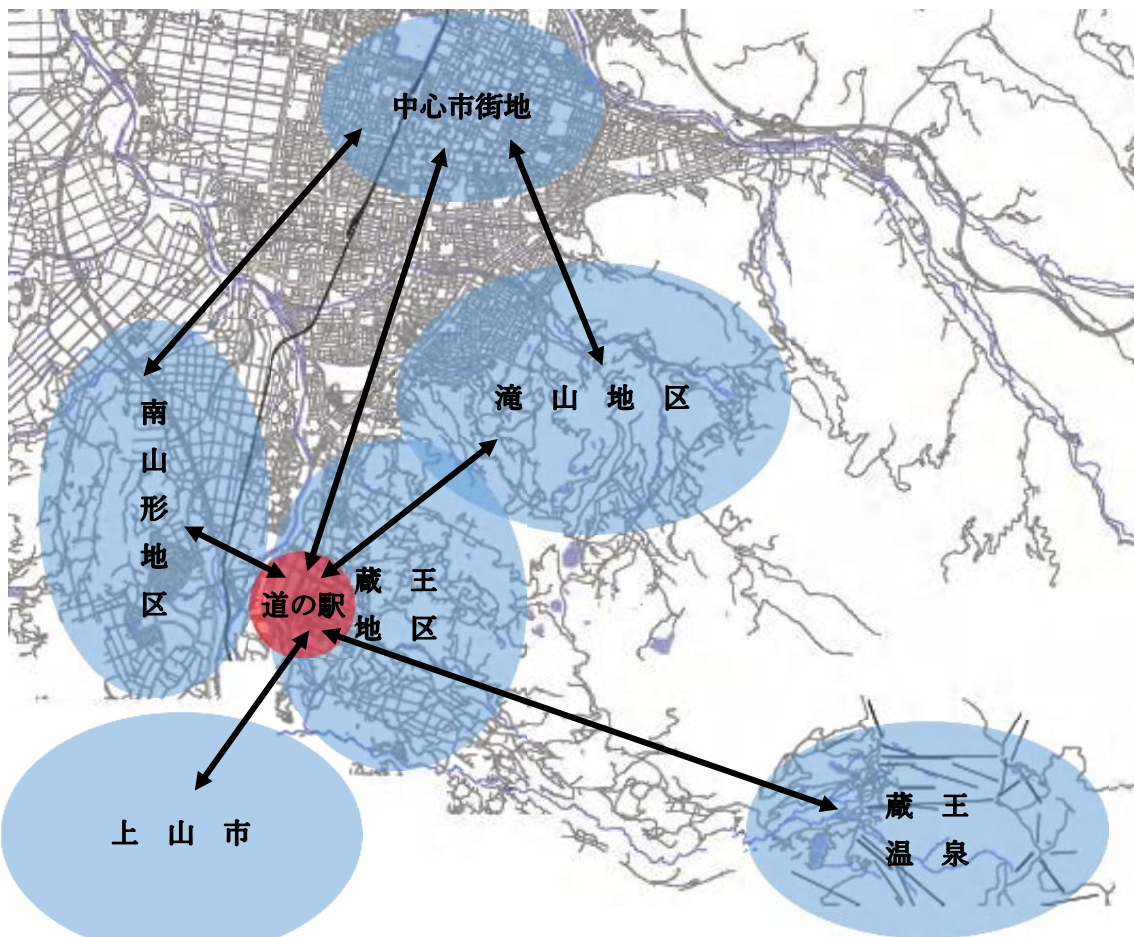 中心市街地
滝山地区
南山形地区
蔵王
地区
道の駅
上山市
蔵王
温泉